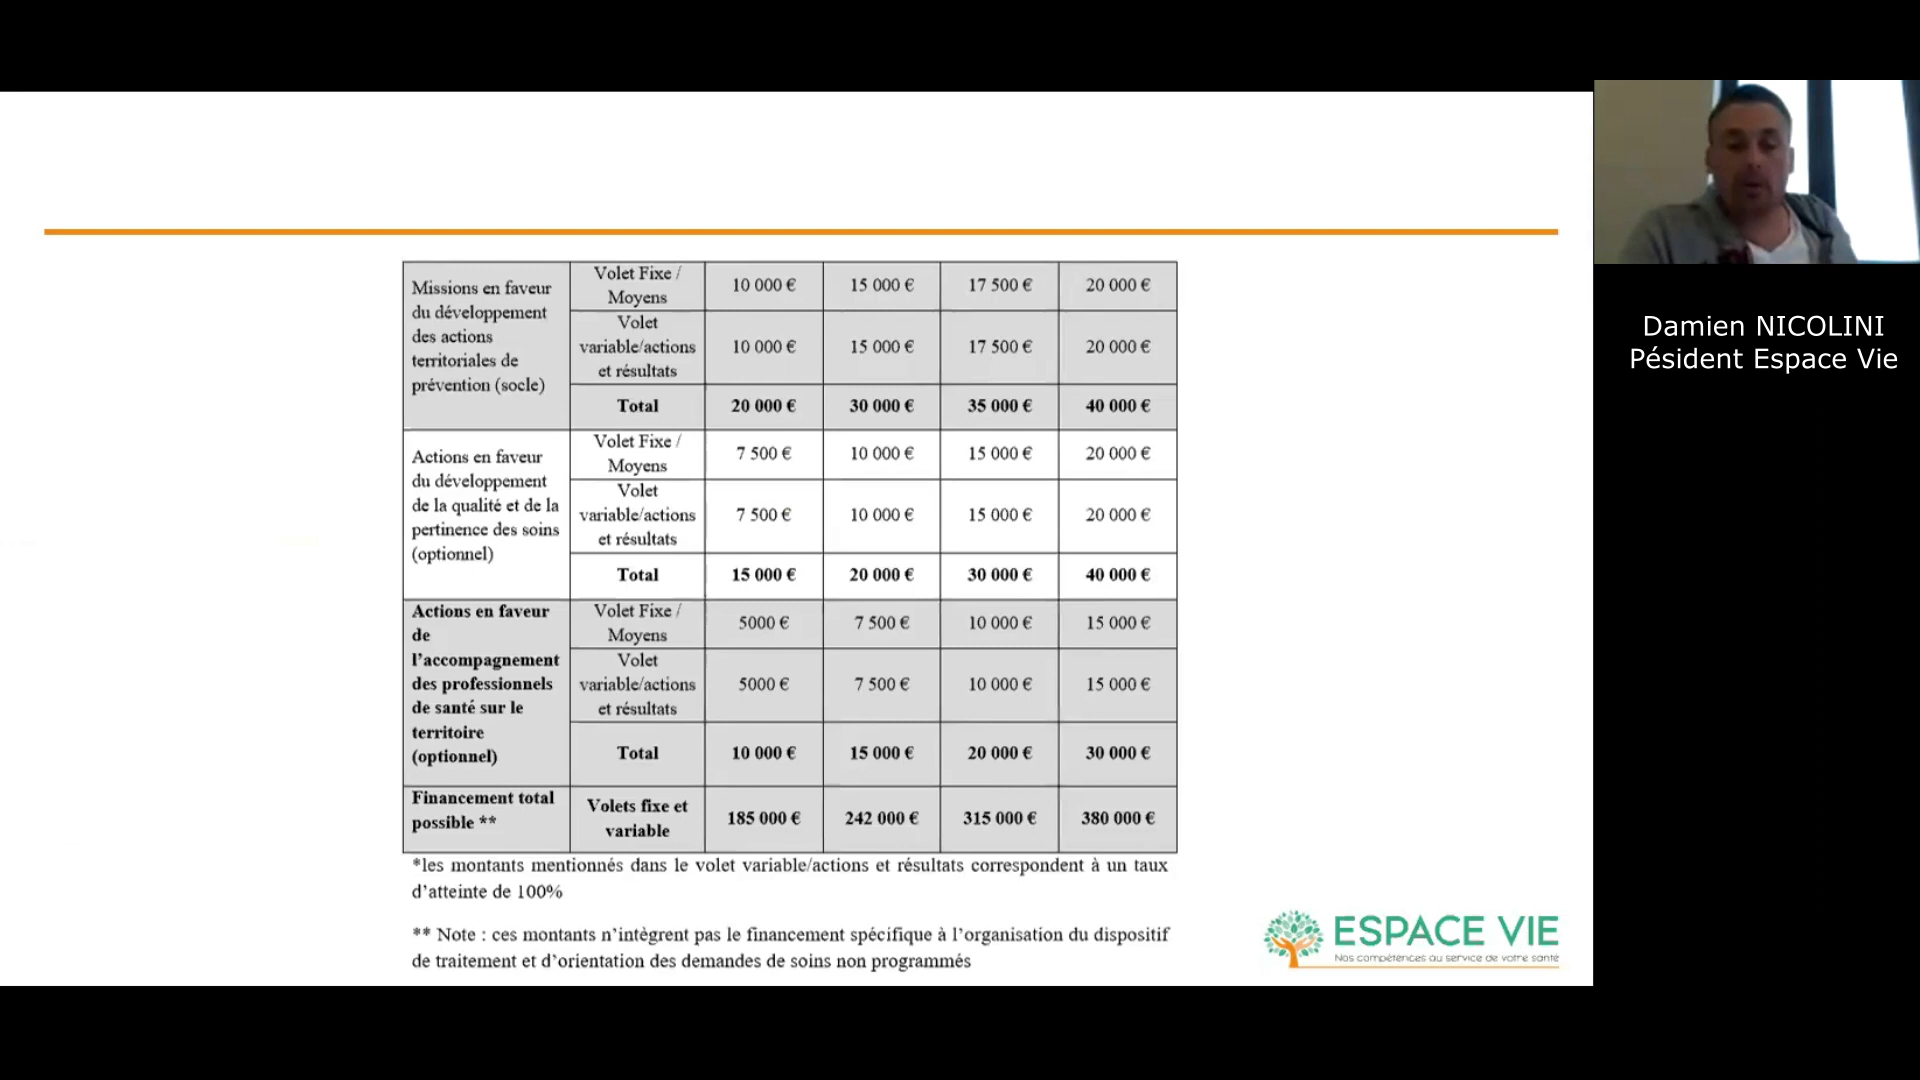 Missions en faveur
du développement
des actions
territoriales de
prévention (socle)
Volet Fixe /
Moyens
10 000 €
15 000 €
17 500 €
20 000 €
Volet
variable/actions
et résultats
10 000 €
15 000 €
17 500 €
20 000 €
Total
20 000 €
30 000 €
35 000 €
40 000 €
Actions en faveur
du développement
de la qualité et de la
pertinence des soins
(optionnel)
Volet Fixe /
Moyens
7 500 €
10 000 €
15 000 €
20 000 €
Volet
variable/actions
et résultats
7 500 €
10 000 €
15 000 €
20 000 €
Total
15 000 €
20 000 €
30 000 €
40 000 €
Actions en faveur
de
l’accompagnement
des professionnels
de santé sur le
territoire
(optionnel)
Volet Fixe /
Moyens
5000 €
7 500 €
10 000 €
15 000 €
Volet
variable/actions
et résultats
5000 €
7 500 €
10 000 €
15 000 €
Total
10 000 €
15 000 €
20 000 €
30 000 €
Financement total
possible **
Volets fixe et
variable
185 000 €
242 000 €
315 000 €
380 000 €
*les montants mentionnés dans le volet variable/actions et résultats correspondent à un taux
d’atteinte de 100%
** Note : ces montants n’intègrent pas le financement spécifique à l’organisation du dispositif
de traitement et d’orientation des demandes de soins non programmés
ESPACE VIE
Nos compétences au service de votre santé
Damien NICOLINI
Pésident Espace Vie